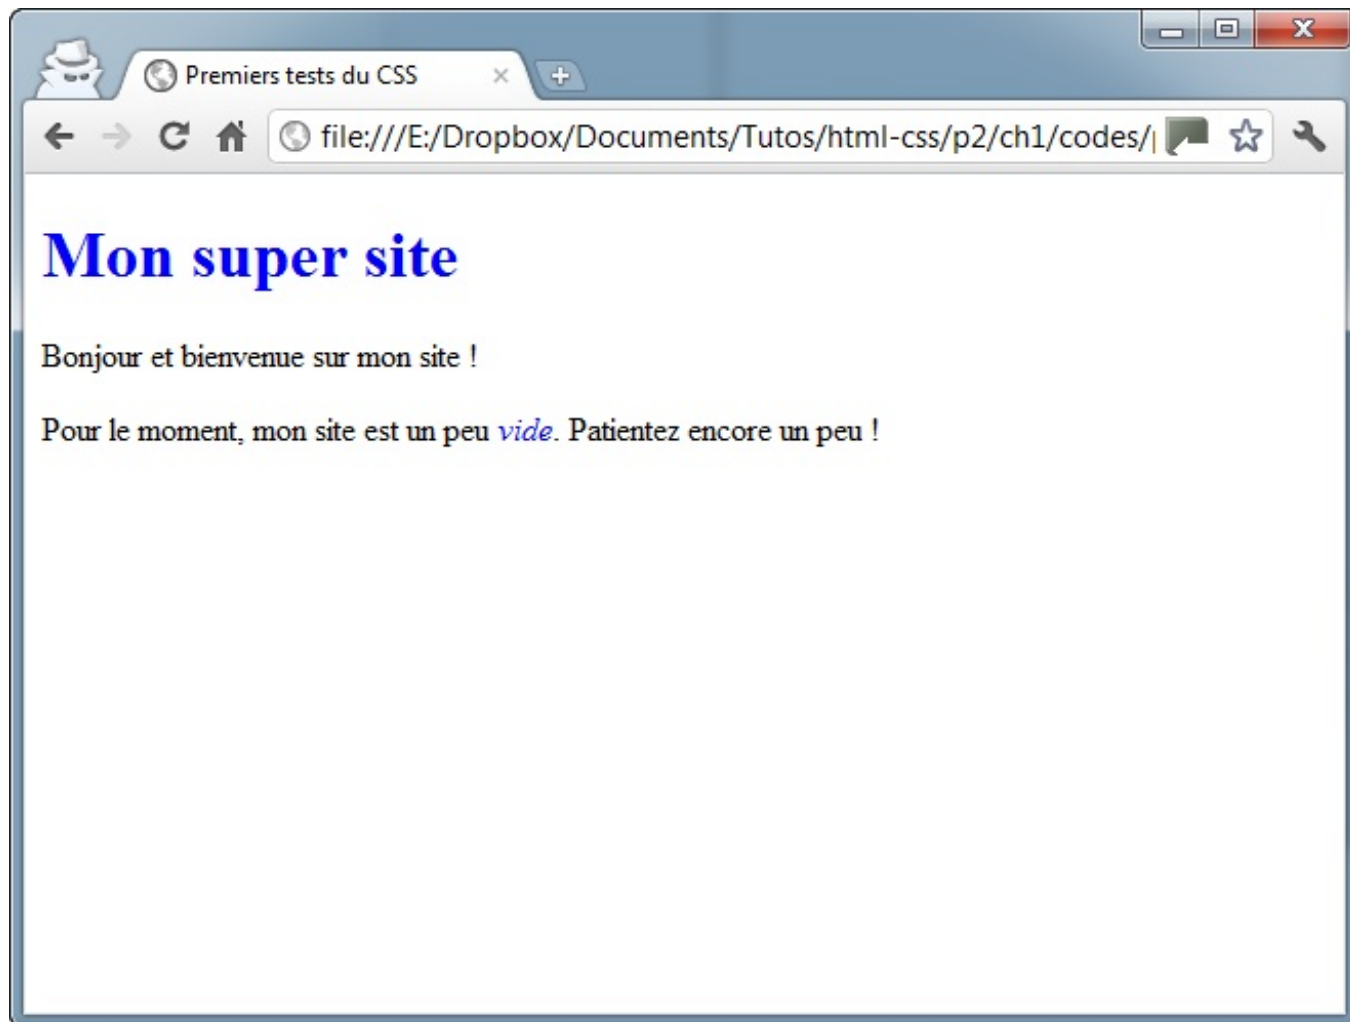 Premiers tests du CSS
file:///E:/Dropbox/Documents/Tutos/html-css/p2/ch1/codes/
Mon super site
Bonjour et bienvenue sur mon site !
Pour le moment, mon site est un peu vide. Patientez encore un peu !